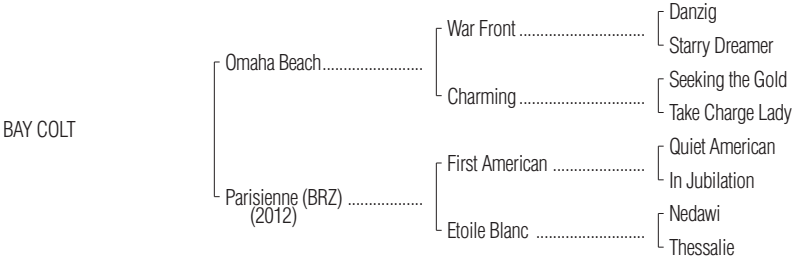 Danzig
War Front ................................
Starry Dreamer
Omaha Beach........................
Seeking the Gold
Charming ................................
Take Charge Lady
BAY COLT
Quiet American
First American .......................
In Jubilation
Parisienne (BRZ) ..................
(2012)
Nedawi
Etoile Blanc ...........................
Thessalie